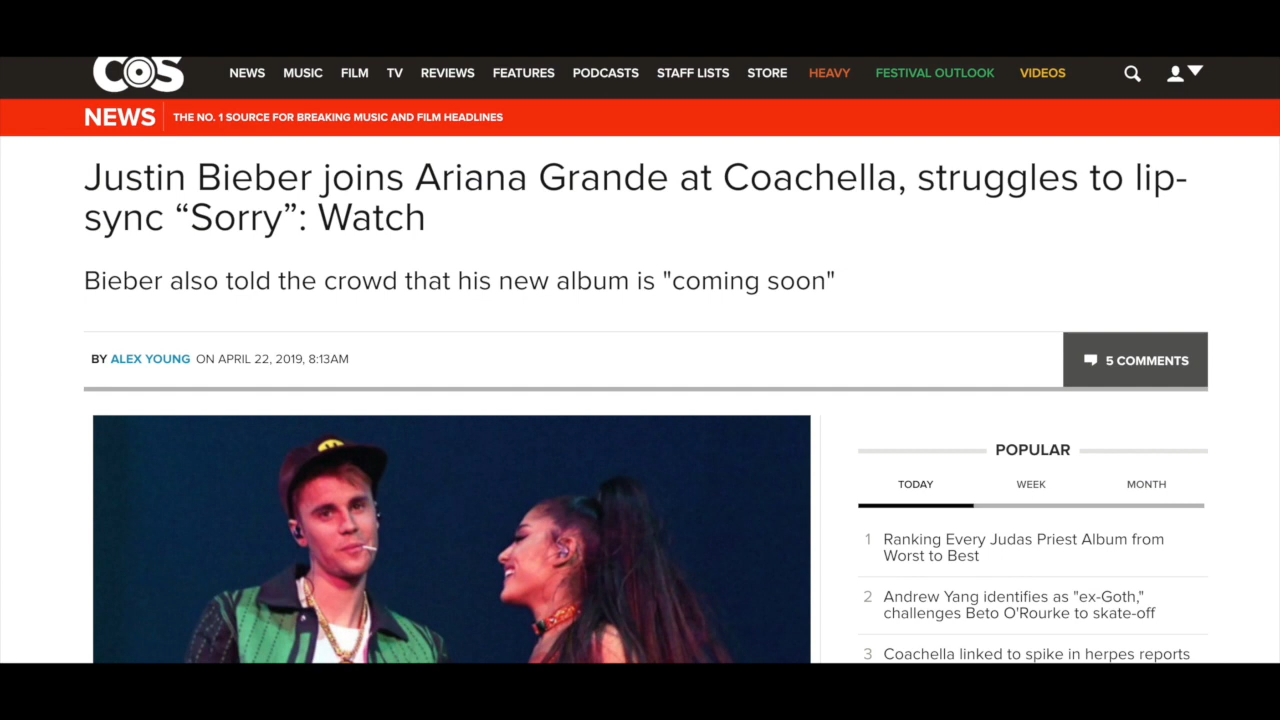 COS
NEWS MUSIC FILM TV REVIEWS FEATURES PODCASTS STAFF LISTS STORE HEAVY FESTIVAL OUTLOOK VIDEOS
NEWS THE NO. 1 SOURCE FOR BREAKING MUSIC AND FILM HEADLINES
Justin Bieber joins Ariana Grande at Coachella, struggles to lip-
sync “Sorry”: Watch
Bieber also told the crowd that his new album is "coming soon"
BY ALEX YOUNG ON APRIL 22, 2019, 8:13AM
5 COMMENTS
POPULAR
TODAY WEEK MONTH
1 Ranking Every Judas Priest Album from
Worst to Best
2 Andrew Yang identifies as "ex-Goth,"
challenges Beto O'Rourke to skate-off
3 Coachella linked to spike in herpes reports